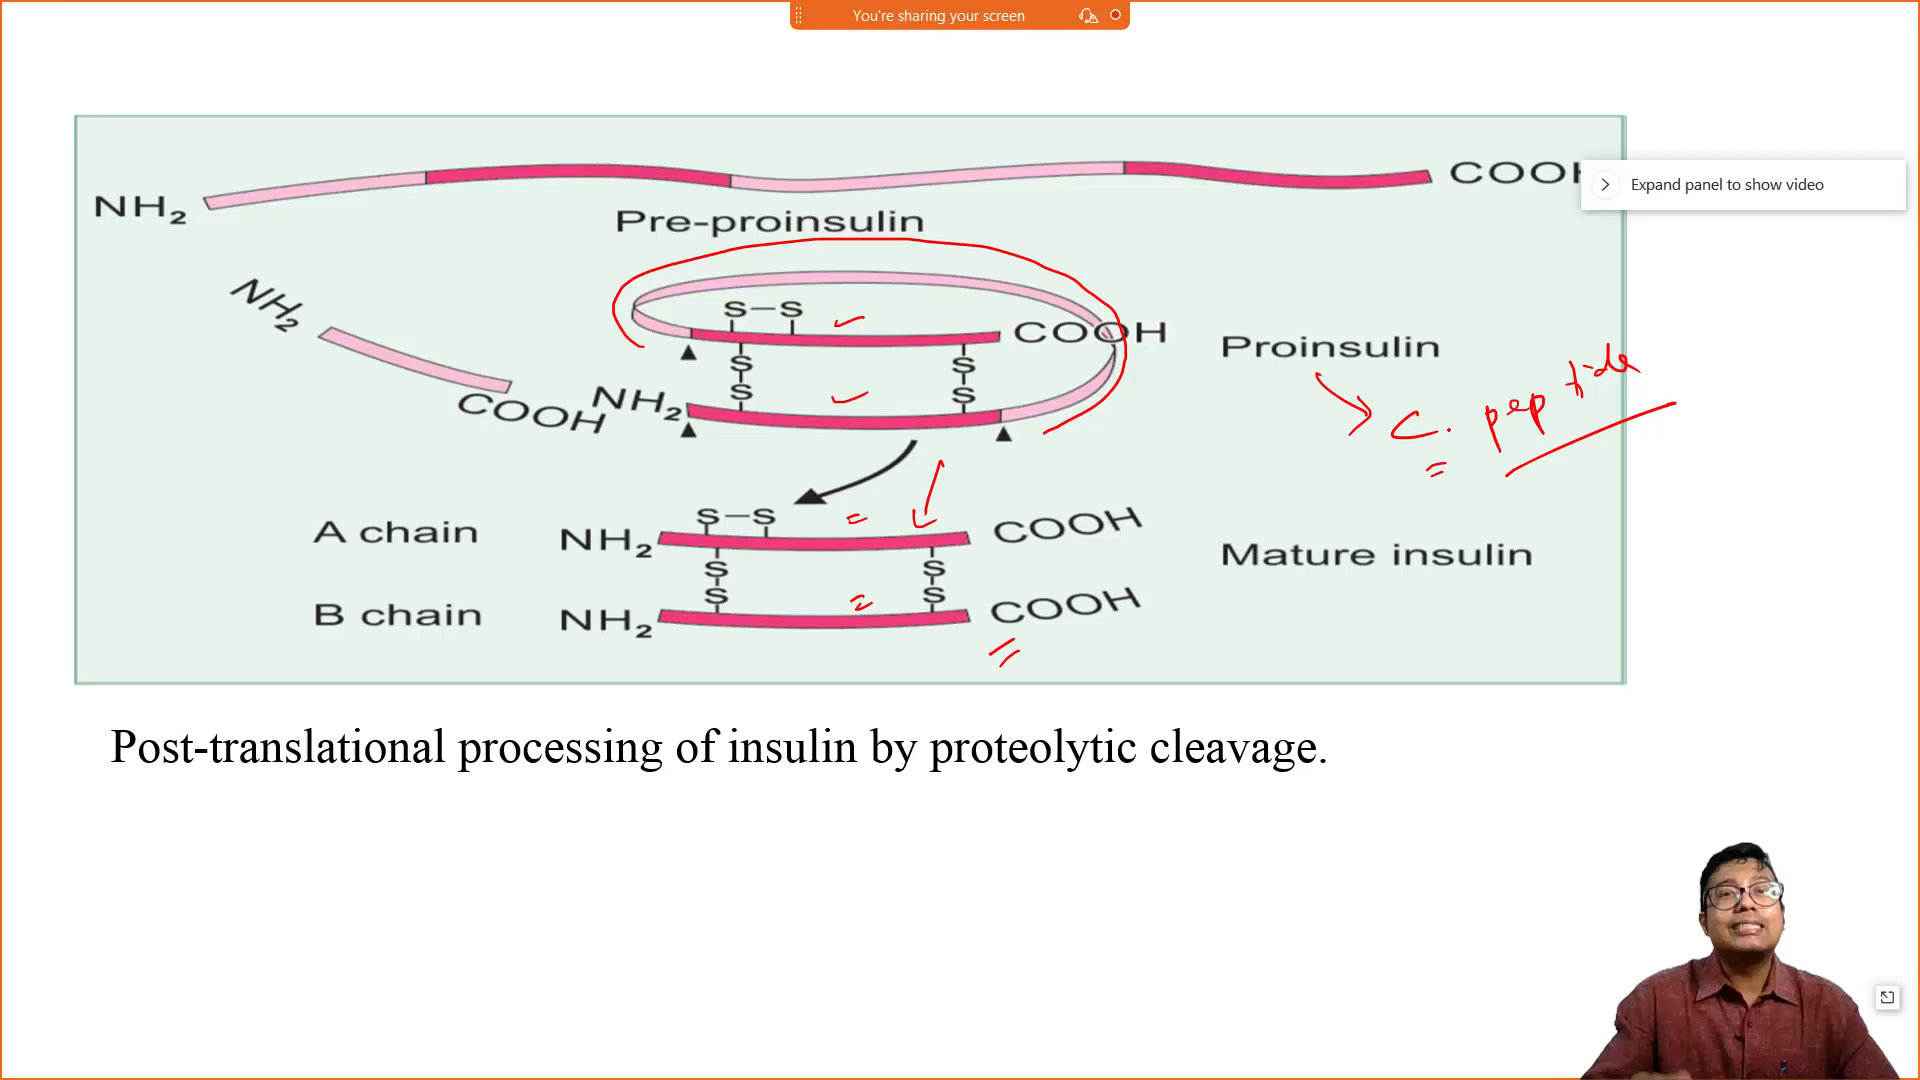 You're sharing your screen
NH₂
COOH
Expand panel to show video
Pre-proinsulin
NH₂
COOH
S–S
COOH
Proinsulin
S
S
S
S
NH₂
C. peptide
S–S
A chain
NH₂
COOH
Mature insulin
S
S
S
S
B chain
NH₂
COOH
Post-translational processing of insulin by proteolytic cleavage.